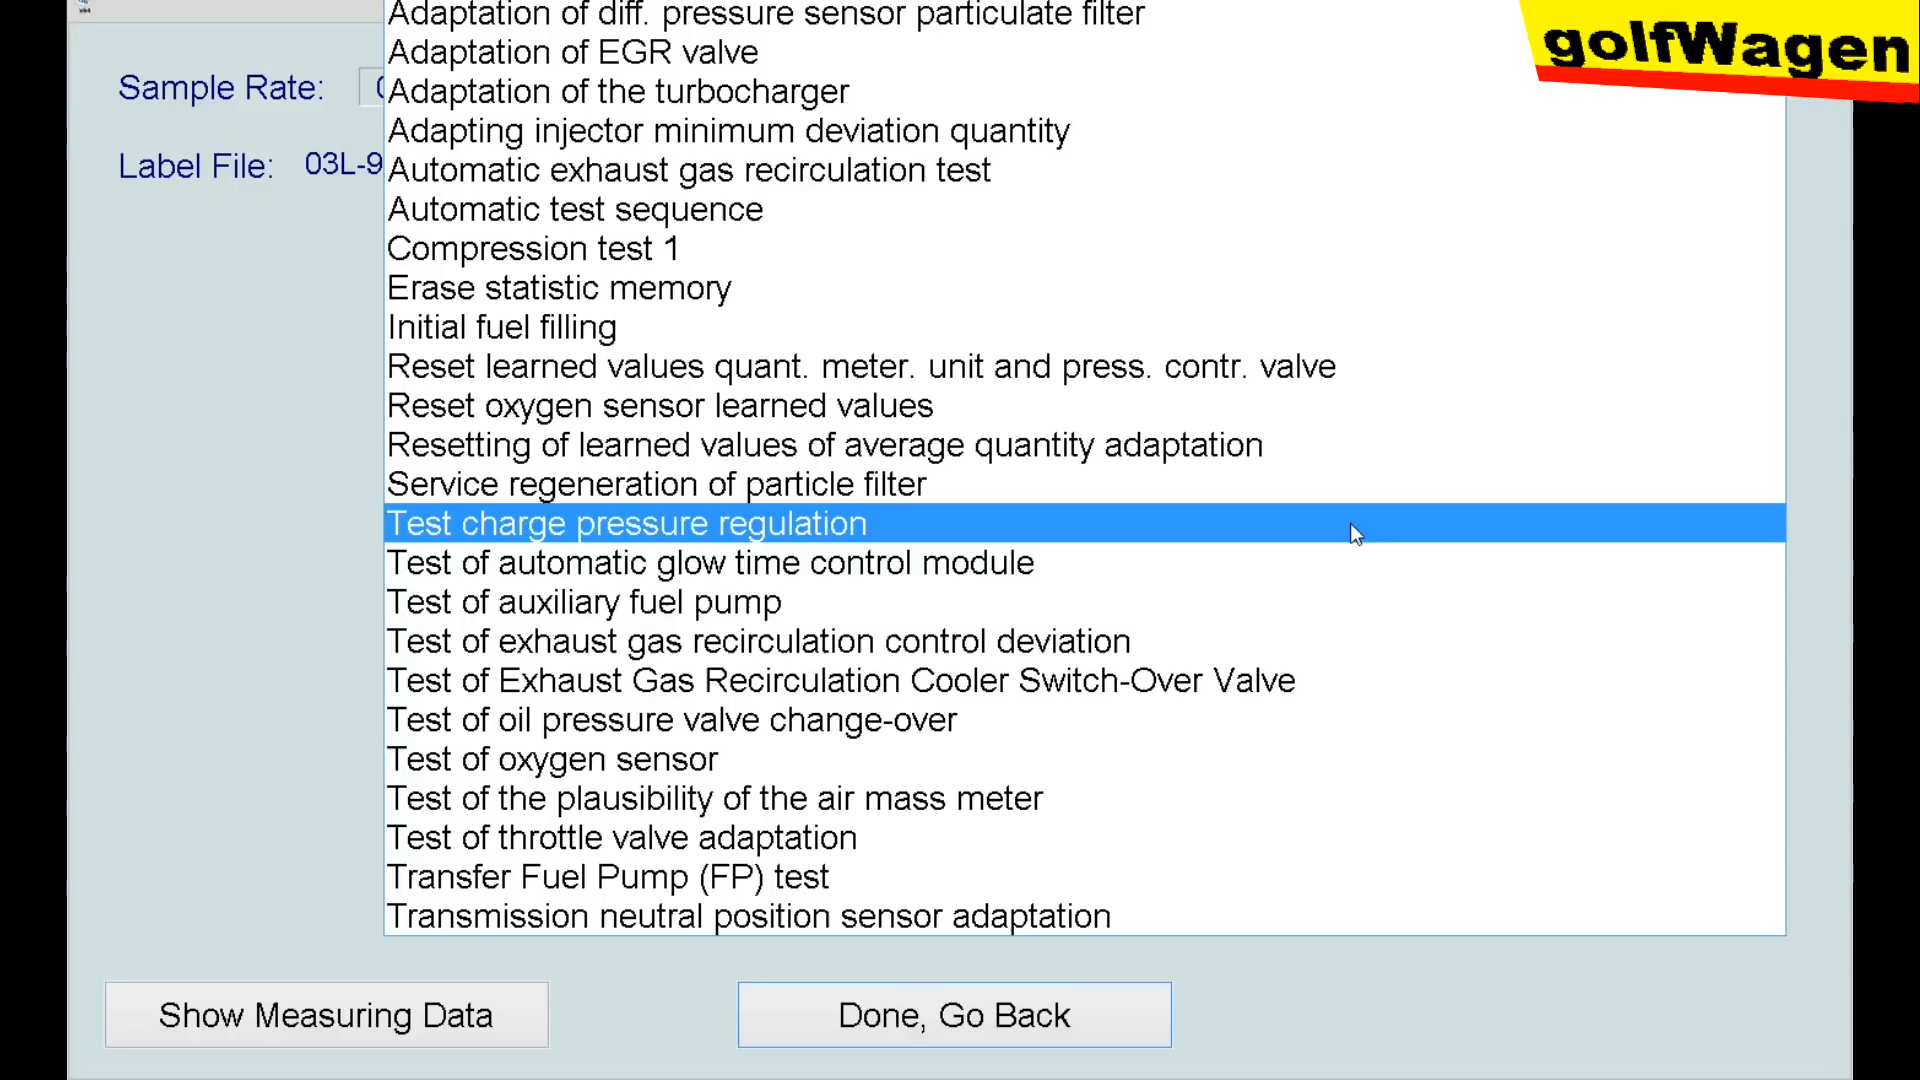 Adaptation of diff. pressure sensor particulate filter
golfWagen
Adaptation of EGR valve
Sample Rate:
Adaptation of the turbocharger
Adapting injector minimum deviation quantity
Label File: 03L-9
Automatic exhaust gas recirculation test
Automatic test sequence
Compression test 1
Erase statistic memory
Initial fuel filling
Reset learned values quant. meter. unit and press. contr. valve
Reset oxygen sensor learned values
Resetting of learned values of average quantity adaptation
Service regeneration of particle filter
Test charge pressure regulation
Test of automatic glow time control module
Test of auxiliary fuel pump
Test of exhaust gas recirculation control deviation
Test of Exhaust Gas Recirculation Cooler Switch-Over Valve
Test of oil pressure valve change-over
Test of oxygen sensor
Test of the plausibility of the air mass meter
Test of throttle valve adaptation
Transfer Fuel Pump (FP) test
Transmission neutral position sensor adaptation
Show Measuring Data
Done, Go Back